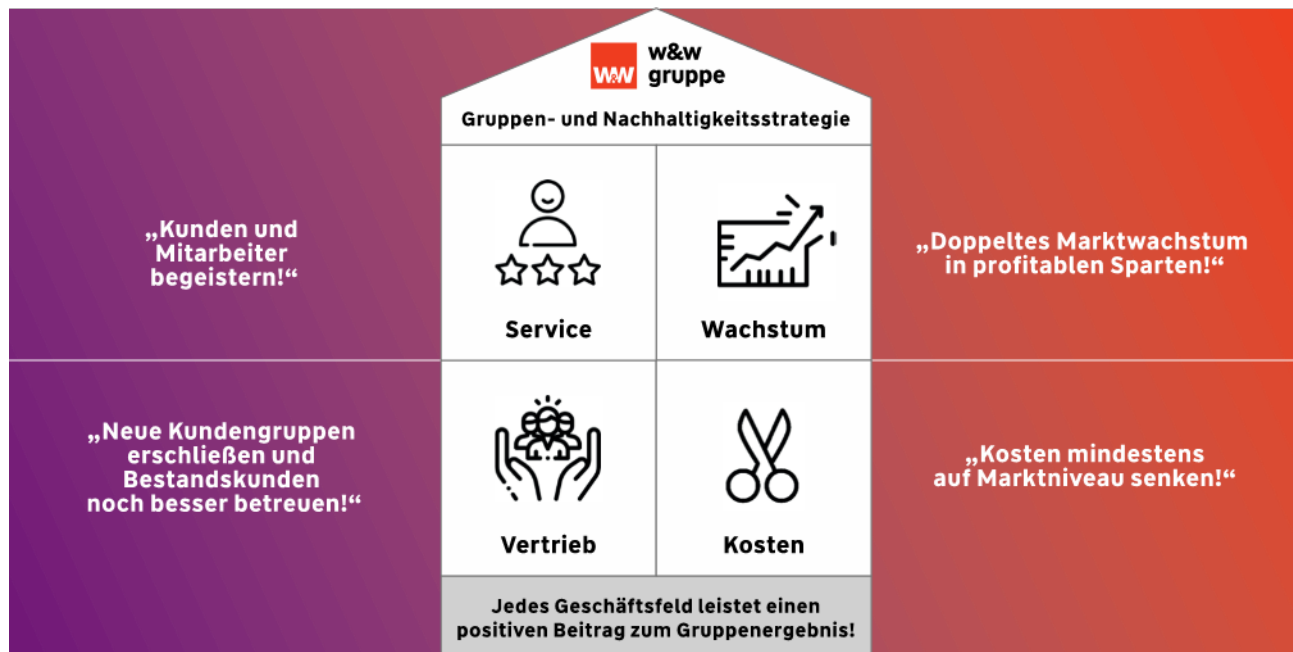 W&W
w&w
gruppe
Gruppen- und Nachhaltigkeitsstrategie
„Kunden und
Mitarbeiter
begeistern!“
Service
Wachstum
„Doppeltes Marktwachstum
in profitablen Sparten!“
„Neue Kundengruppen
erschließen und
Bestandskunden
noch besser betreuen!“
Vertrieb
Kosten
„Kosten mindestens
auf Marktniveau senken!“
Jedes Geschäftsfeld leistet einen
positiven Beitrag zum Gruppenergebnis!